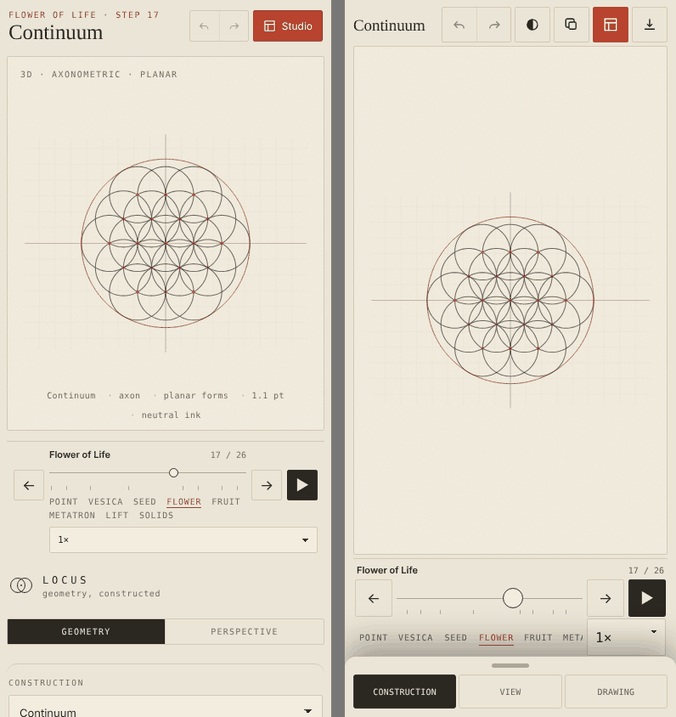 FLOWER OF LIFE · STEP 17
Continuum
Studio
3D · AXONOMETRIC · PLANAR
Continuum · axon · planar forms · 1.1 pt
· neutral ink
Flower of Life 17 / 26
POINT VESICA SEED FLOWER FRUIT
METATRON LIFT SOLIDS
1×
LOCUS
geometry, constructed
GEOMETRY PERSPECTIVE
CONSTRUCTION
Continuum
Continuum
Flower of Life 17 / 26
POINT VESICA SEED FLOWER FRUIT META
1×
CONSTRUCTION VIEW DRAWING